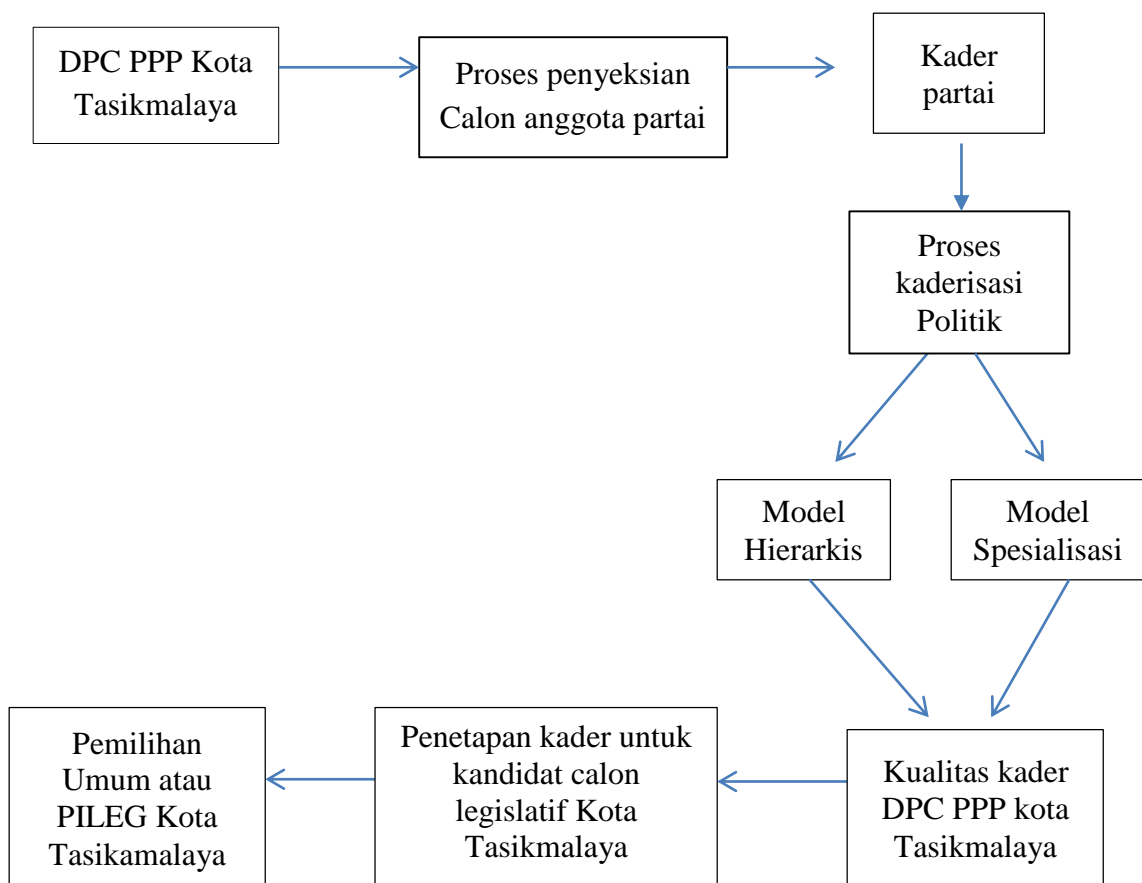 DPC PPP Kota
Tasikmalaya
Proses penyeksian
Calon anggota partai
Kader
partai
Proses
kaderisasi
Politik
Model
Hierarkis
Model
Spesialisasi
Kualitas kader
DPC PPP kota
Tasikmalaya
Penetapan kader untuk
kandidat calon
legislatif Kota
Tasikmalaya
Pemilihan
Umum atau
PILEG Kota
Tasikamalaya